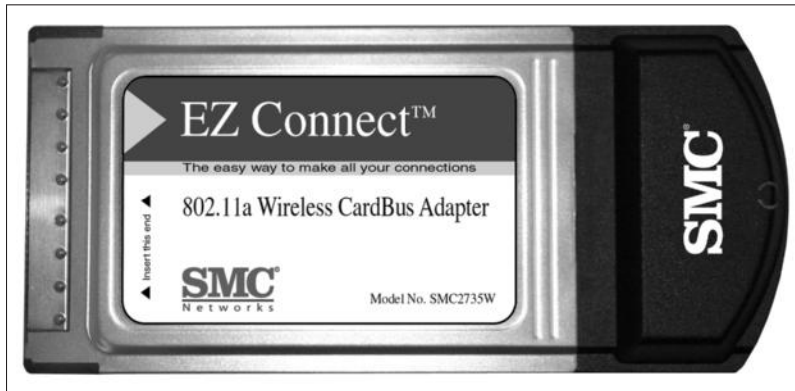 EZ Connect™
The easy way to make all your connections
802.11a Wireless CardBus Adapter
◄ Insert this end ◄
SMC®
Networks
Model No. SMC2735W
SMC®